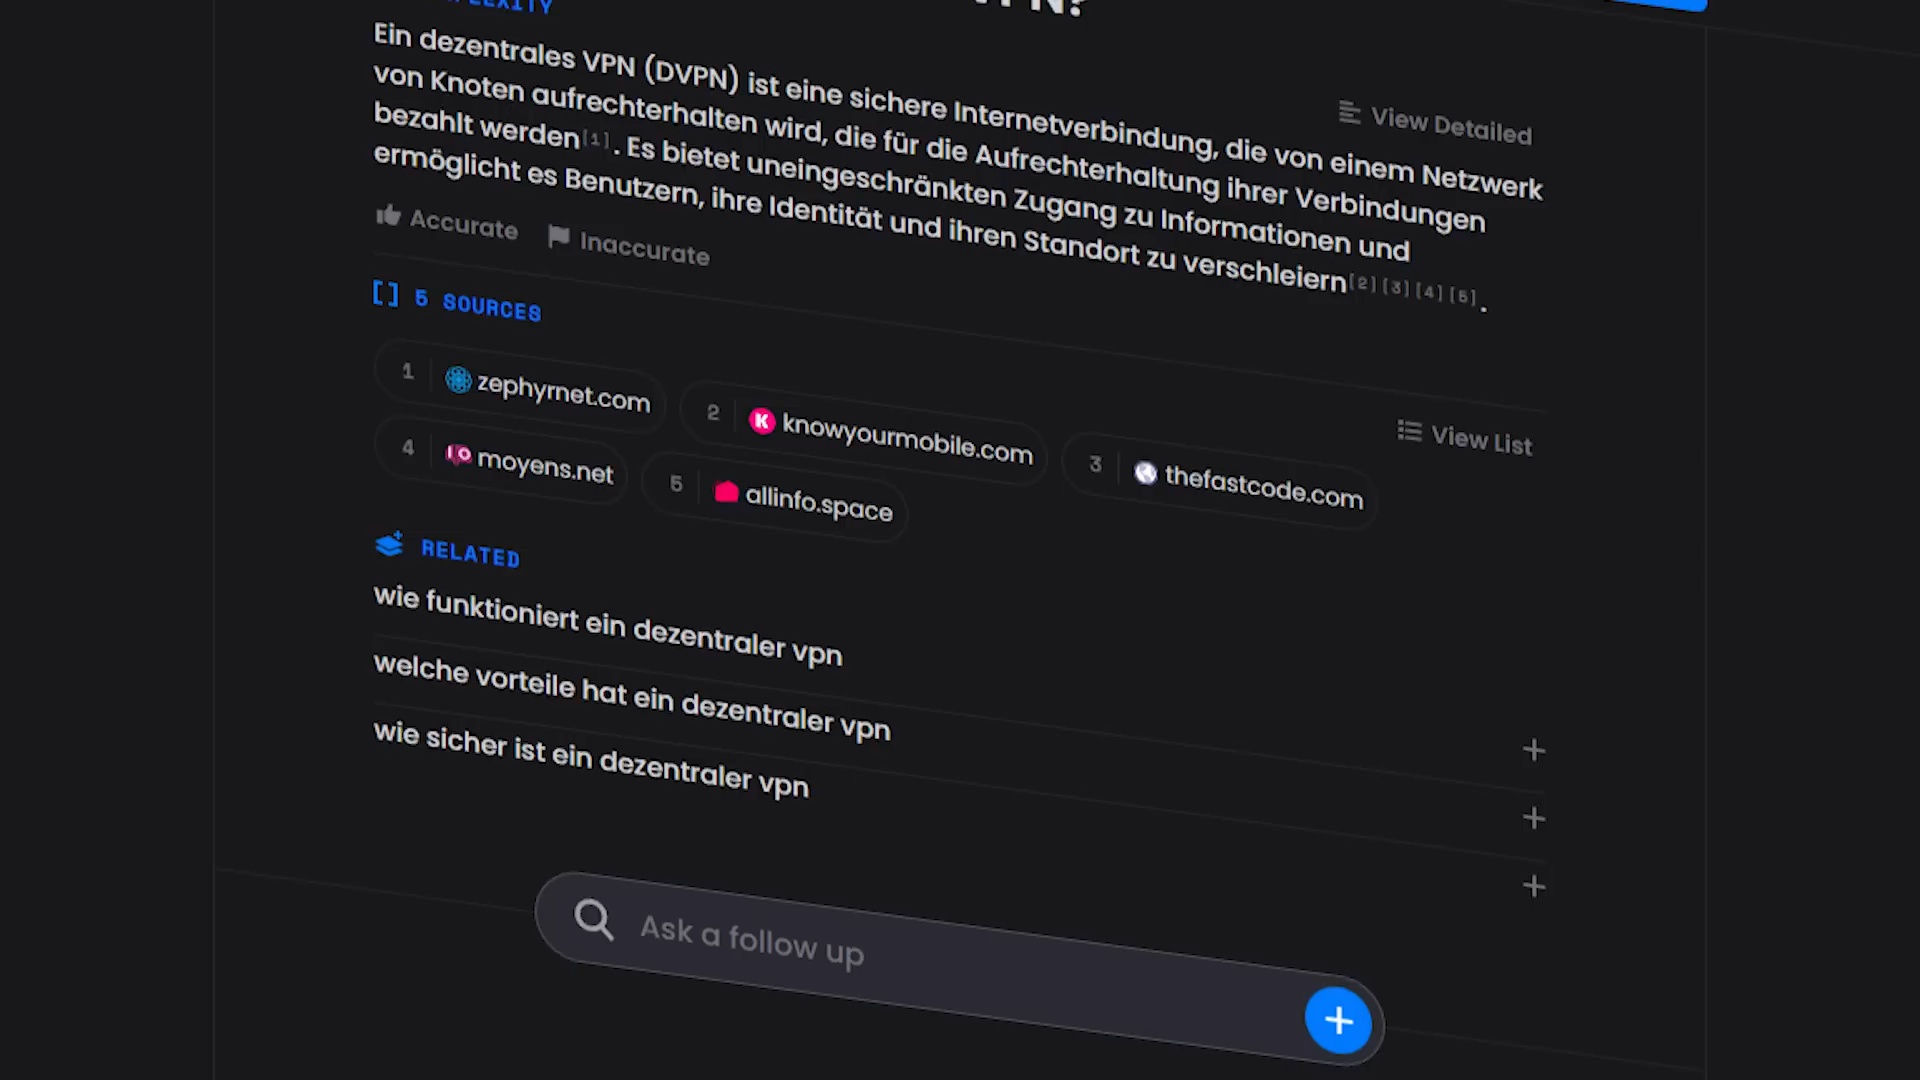 Ein dezentrales VPN (DVPN) ist eine sichere Internetverbindung, die von einem Netzwerk
von Knoten aufrechterhalten wird, die für die Aufrechterhaltung ihrer Verbindungen
bezahlt werden[1]. Es bietet uneingeschränkten Zugang zu Informationen und
ermöglicht es Benutzern, ihre Identität und ihren Standort zu verschleiern[2][3][4][5].
View Detailed
Accurate
Inaccurate
5 SOURCES
View List
1 zephyrnet.com
2 knowyourmobile.com
3 thefastcode.com
4 moyens.net
5 allinfo.space
RELATED
wie funktioniert ein dezentraler vpn
welche vorteile hat ein dezentraler vpn
wie sicher ist ein dezentraler vpn
Ask a follow up